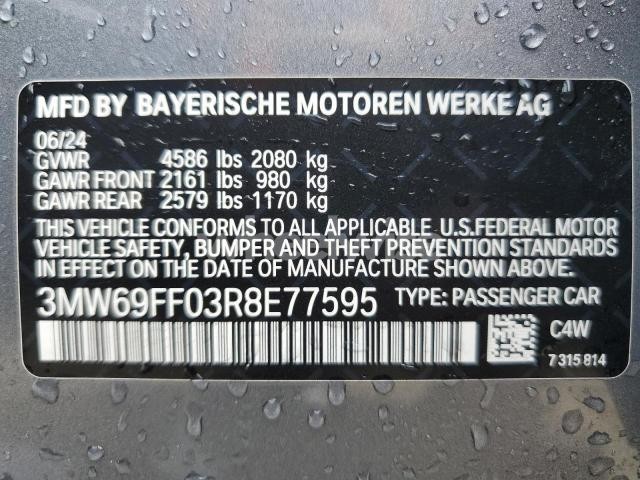 MFD BY BAYERISCHE MOTOREN WERKE AG
06/24
GVWR 4586 lbs 2080 kg
GAWR FRONT 2161 lbs 980 kg
GAWR REAR 2579 lbs 1170 kg
THIS VEHICLE CONFORMS TO ALL APPLICABLE U.S.FEDERAL MOTOR
VEHICLE SAFETY, BUMPER AND THEFT PREVENTION STANDARDS
IN EFFECT ON THE DATE OF MANUFACTURE SHOWN ABOVE.
3MW69FF03R8E77595 TYPE: PASSENGER CAR
C4W
7 315 814